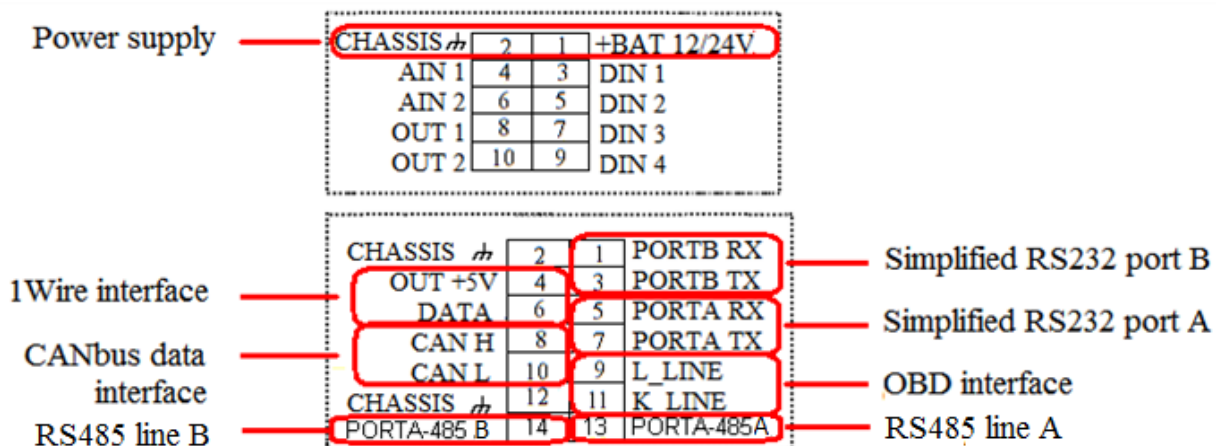 Power supply
CHASSIS 2 1 +BAT 12/24V
AIN 1 4 3 DIN 1
AIN 2 6 5 DIN 2
OUT 1 8 7 DIN 3
OUT 2 10 9 DIN 4
CHASSIS 2 1 PORTB RX
OUT +5V 4 3 PORTB TX
Simplified RS232 port B
1Wire interface
DATA 6 5 PORTA RX
CAN H 8 7 PORTA TX
Simplified RS232 port A
CANbus data
interface
CAN L 10 9 L_LINE
CHASSIS 12 11 K_LINE
OBD interface
RS485 line B
PORTA-485 B 14 13 PORTA-485A
RS485 line A